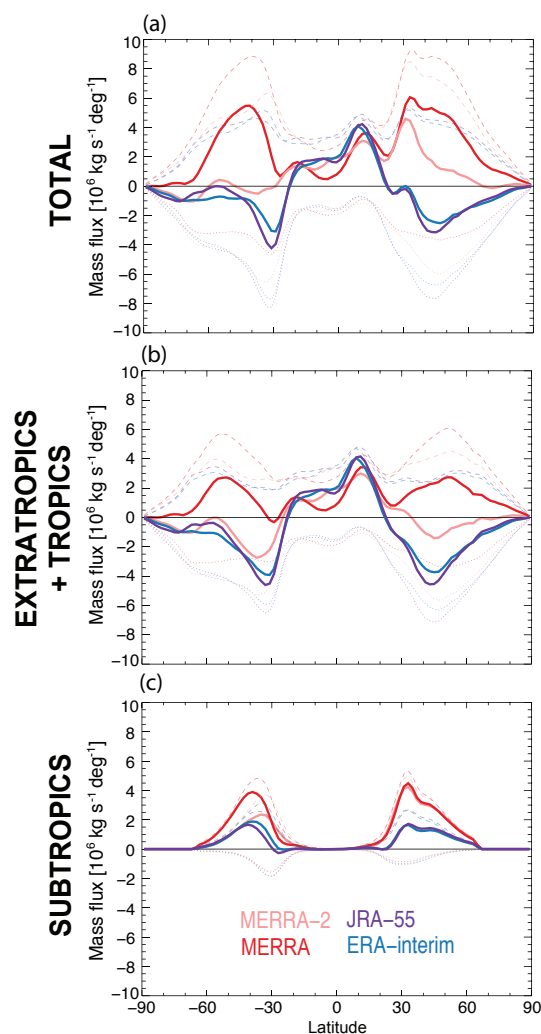 (a)
TOTAL
Mass flux [10⁶ kg s⁻¹ deg⁻¹]
10
8
6
4
2
0
−2
−4
−6
−8
−10
(b)
EXTRATROPICS
+ TROPICS
Mass flux [10⁶ kg s⁻¹ deg⁻¹]
10
8
6
4
2
0
−2
−4
−6
−8
−10
(c)
SUBTROPICS
Mass flux [10⁶ kg s⁻¹ deg⁻¹]
10
8
6
4
2
0
−2
−4
−6
−8
−10
MERRA−2 JRA−55
MERRA ERA−interim
−90 −60 −30 0 30 60 90
Latitude